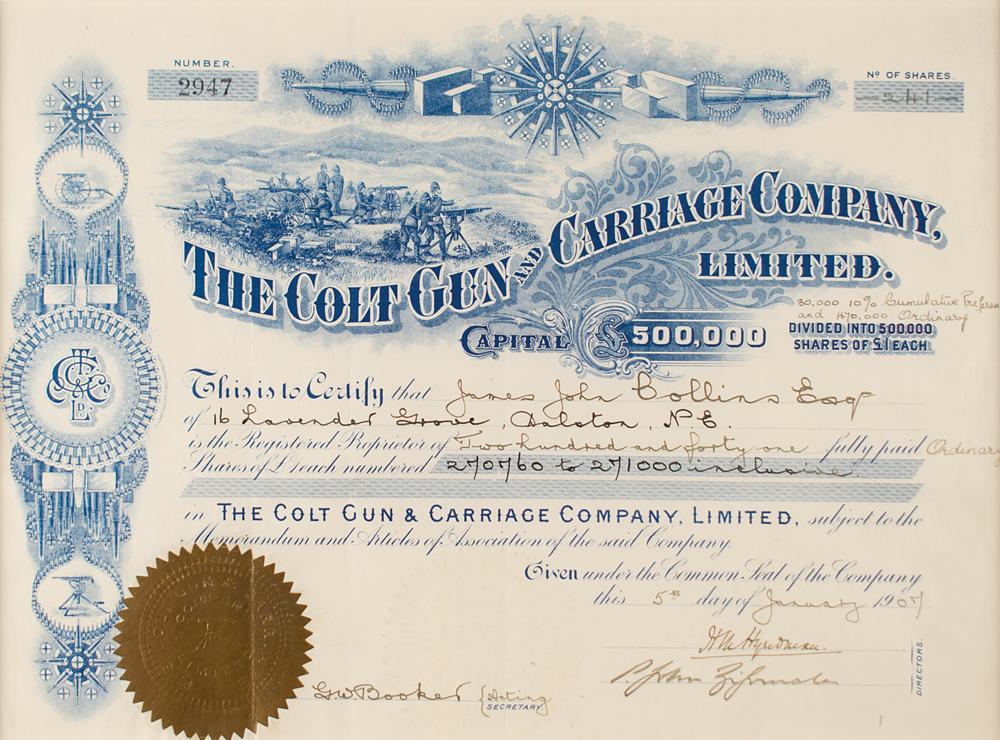 NUMBER.
2947
Nº OF SHARES.
241
THE COLT GUN AND CARRIAGE COMPANY,
LIMITED.
30,000 10% Cumulative Preferen
and 470,000 Ordinary
CAPITAL £500,000
DIVIDED INTO 500000
SHARES OF £1 EACH.
This is to Certify that James John Collins Esqr
of 16 Lavender Grove, Dalston, N.E.
is the Registered Proprietor of Two hundred and forty one fully paid Ordinary
Shares of £1 each numbered 270760 to 271000 inclusive
in THE COLT GUN & CARRIAGE COMPANY, LIMITED, subject to the
Memorandum and Articles of Association of the said Company.
Given under the Common Seal of the Company
this 5th day of January 1907
G.W. Booker {Acting
SECRETARY
DIRECTORS.